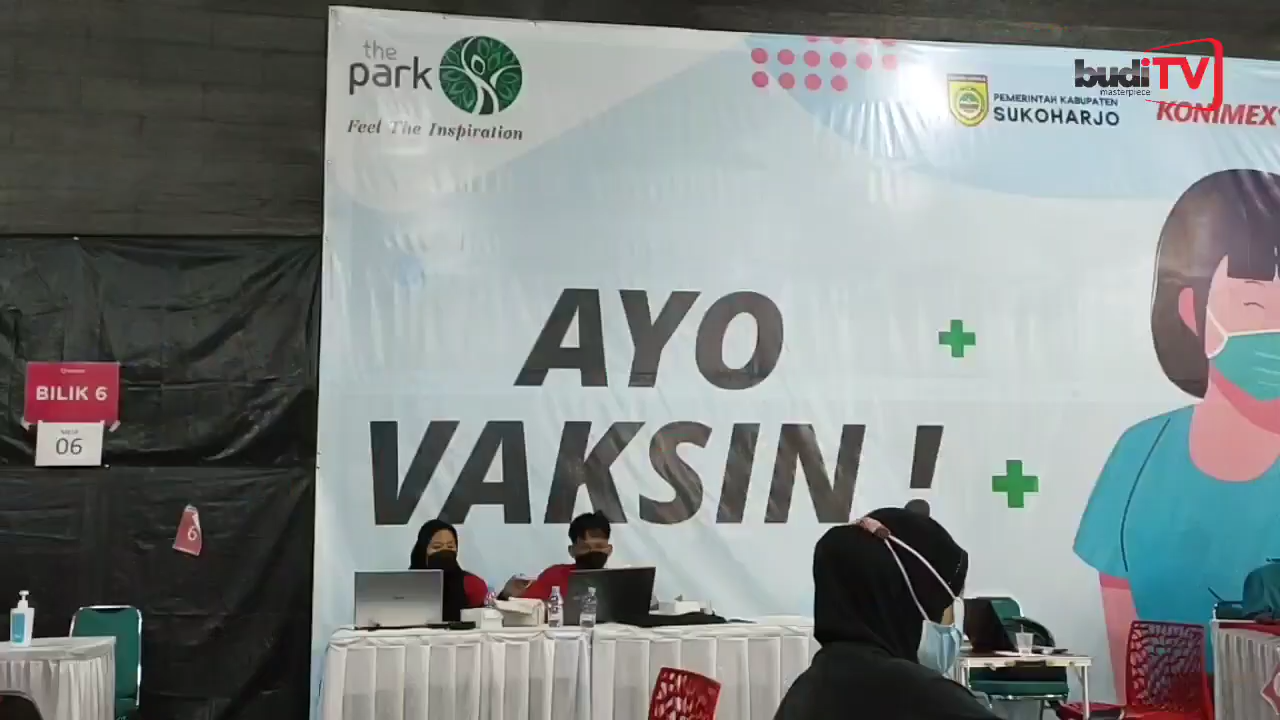 the
park
Feel The Inspiration
PEMERINTAH KABUPATEN
SUKOHARJO
KONIMEX
budiTV
masterpiece
AYO
VAKSIN !
BILIK 6
06
6